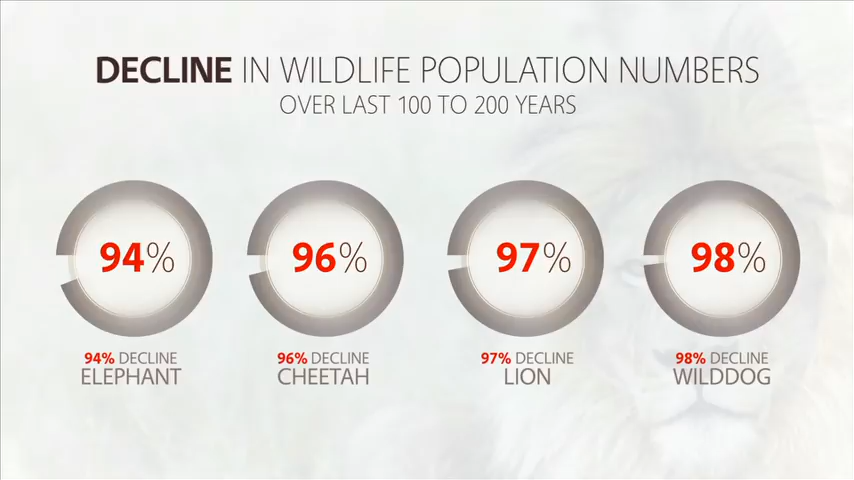 DECLINE IN WILDLIFE POPULATION NUMBERS
OVER LAST 100 TO 200 YEARS
94%
96%
97%
98%
94% DECLINE
ELEPHANT
96% DECLINE
CHEETAH
97% DECLINE
LION
98% DECLINE
WILDDOG